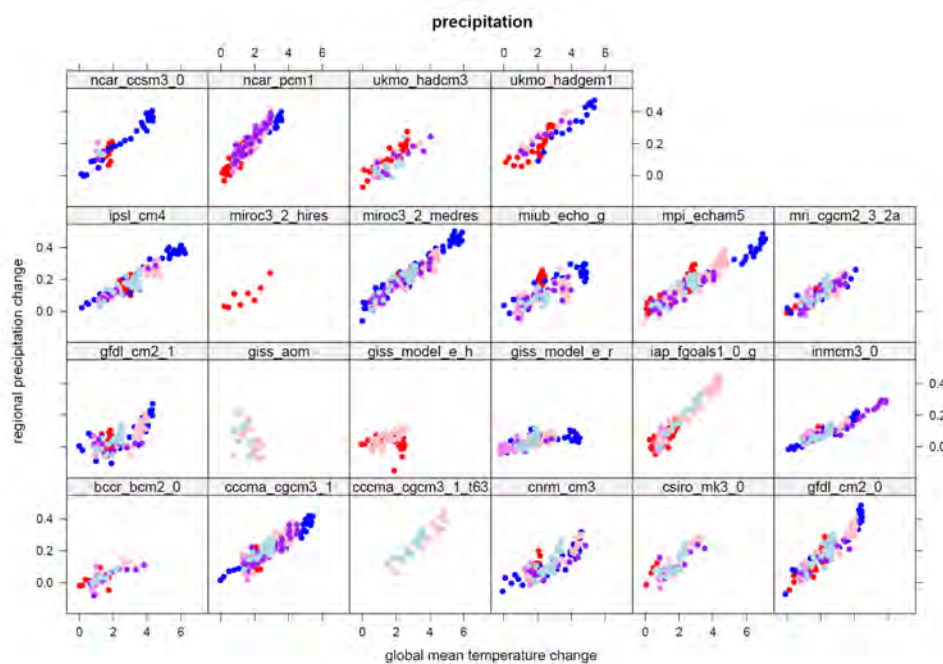 precipitation
0 2 4 6 0 2 4 6
ncar_ccsm3_0 ncar_pcm1 ukmo_hadcm3 ukmo_hadgem1
0.4
0.2
0.0
ipsl_cm4 miroc3_2_hires miroc3_2_medres miub_echo_g mpi_echam5 mri_cgcm2_3_2a
0.4
0.2
0.0
regional precipitation change
gfdl_cm2_1 giss_aom giss_model_e_h giss_model_e_r iap_fgoals1_0_g inmcm3_0
0.4
0.2
0.0
bccr_bcm2_0 cccma_cgcm3_1 cccma_cgcm3_1_t63 cnrm_cm3 csiro_mk3_0 gfdl_cm2_0
0.4
0.2
0.0
0 2 4 6 0 2 4 6 0 2 4 6
global mean temperature change